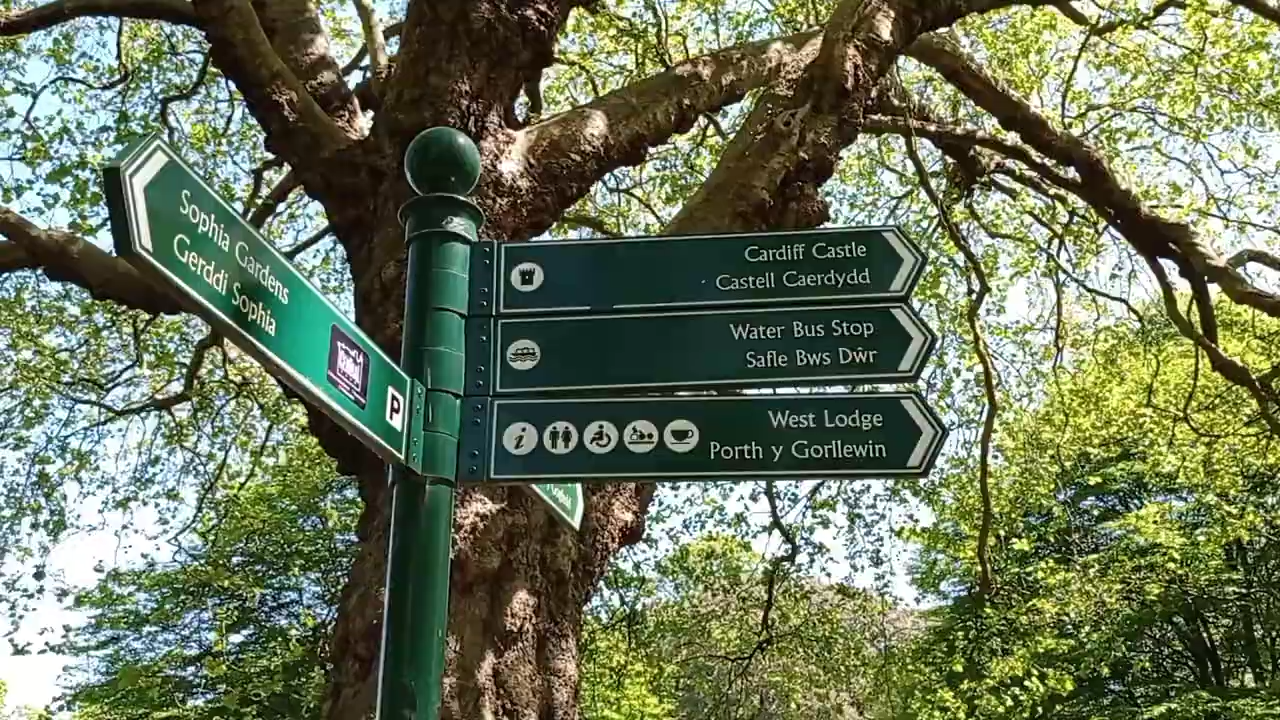 Sophia Gardens
Gerddi Sophia
P
Cardiff Castle
Castell Caerdydd
Water Bus Stop
Safle Bws Dŵr
i
West Lodge
Porth y Gorllewin